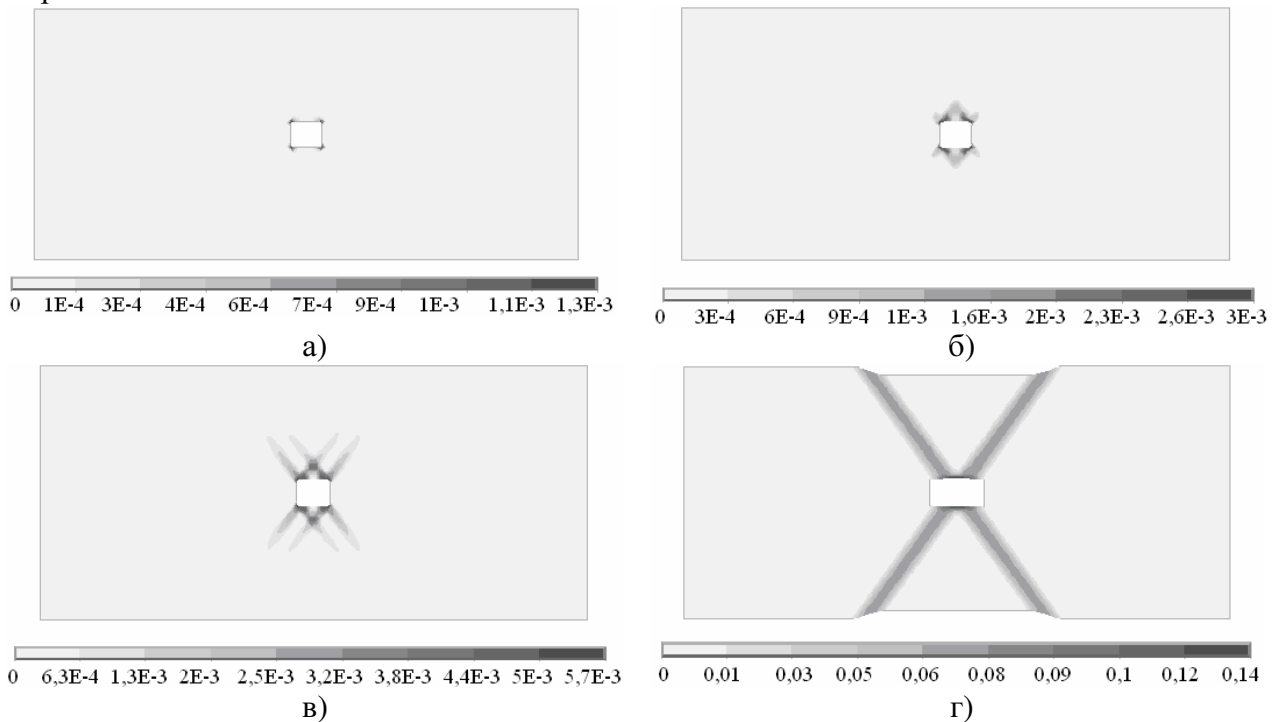 0 1E-4 3E-4 4E-4 6E-4 7E-4 9E-4 1E-3 1,1E-3 1,3E-3
а)
0 3E-4 6E-4 9E-4 1E-3 1,6E-3 2E-3 2,3E-3 2,6E-3 3E-3
б)
0 6,3E-4 1,3E-3 2E-3 2,5E-3 3,2E-3 3,8E-3 4,4E-3 5E-3 5,7E-3
в)
0 0,01 0,03 0,05 0,06 0,08 0,09 0,1 0,12 0,14
г)